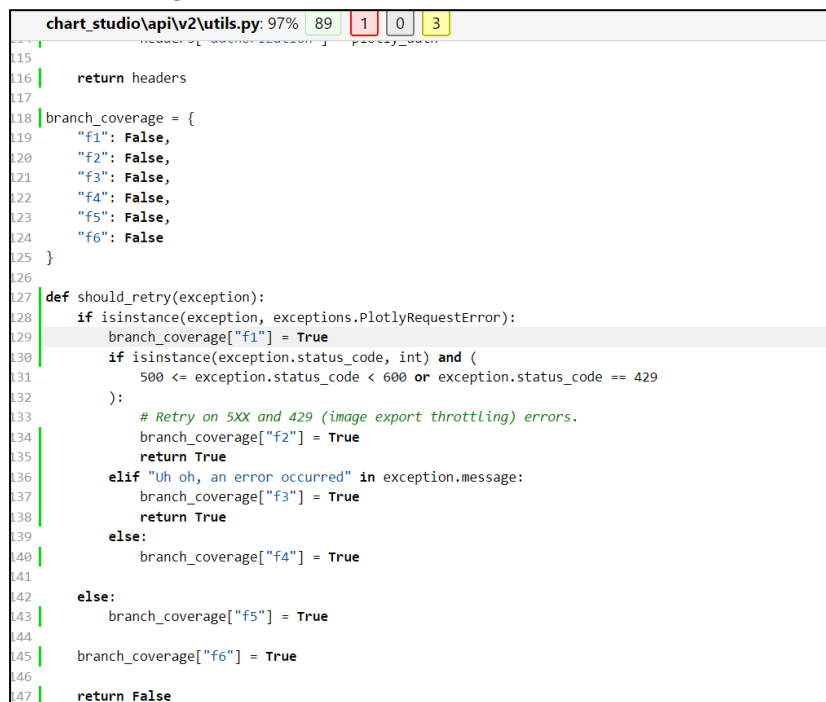 chart_studio\api\v2\utils.py: 97% 89 1 0 3
114 headers["authorization"] = plotly_auth
115
116     return headers
117
118 branch_coverage = {
119     "f1": False,
120     "f2": False,
121     "f3": False,
122     "f4": False,
123     "f5": False,
124     "f6": False
125 }
126
127 def should_retry(exception):
128     if isinstance(exception, exceptions.PlotlyRequestError):
129         branch_coverage["f1"] = True
130         if isinstance(exception.status_code, int) and (
131             500 <= exception.status_code < 600 or exception.status_code == 429
132         ):
133             # Retry on 5XX and 429 (image export throttling) errors.
134             branch_coverage["f2"] = True
135             return True
136         elif "Uh oh, an error occurred" in exception.message:
137             branch_coverage["f3"] = True
138             return True
139         else:
140             branch_coverage["f4"] = True
141
142     else:
143         branch_coverage["f5"] = True
144
145     branch_coverage["f6"] = True
146
147     return False